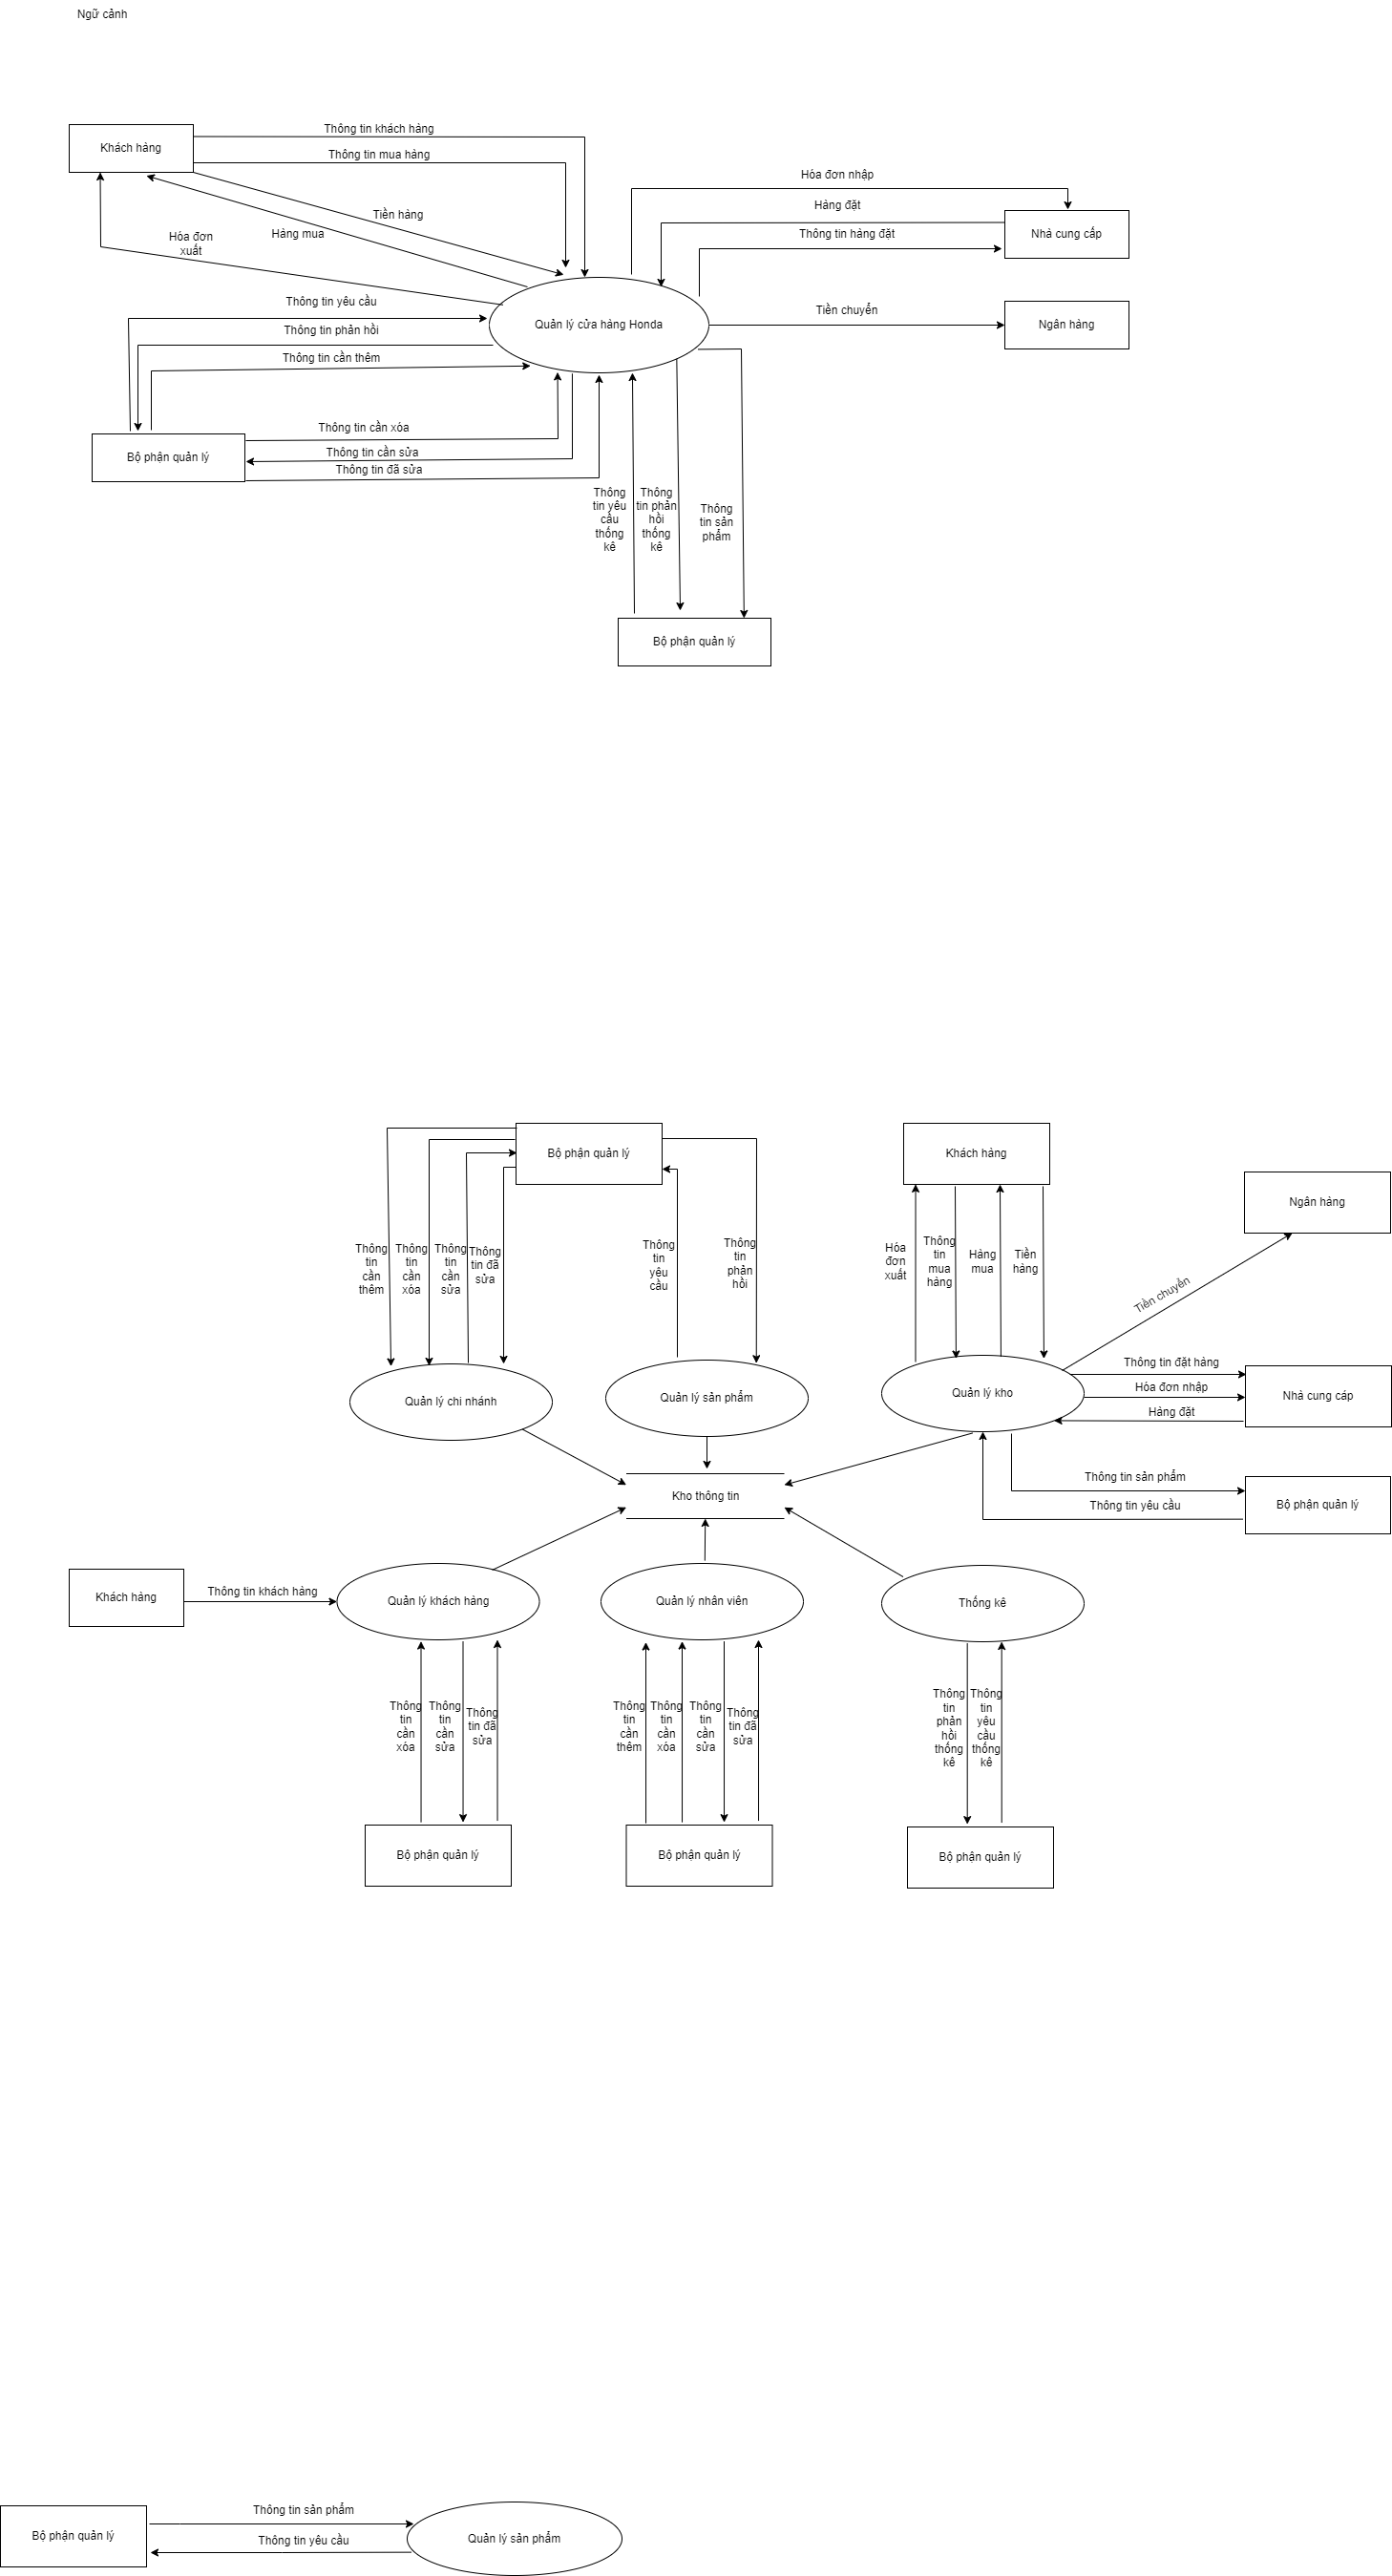 Ngữ cảnh
Thông tin khách hàng
Khách hàng
Thông tin mua hàng
Hóa đơn nhập
Tiền hàng
Hàng đặt
Hóa đơn
xuất
Hàng mua
Thông tin hàng đặt
Nhà cung cấp
Thông tin yêu cầu
Tiền chuyển
Thông tin phản hồi
Quản lý cửa hàng Honda
Ngân hàng
Thông tin cần thêm
Thông tin cần xóa
Bộ phận quản lý
Thông tin cần sửa
Thông tin đã sửa
Thông
tin yêu
cầu
thống
kê
Thông
tin phản
hồi
thống
kê
Thông
tin sản
phẩm
Bộ phận quản lý
Bộ phận quản lý
Khách hàng
Ngân hàng
Thông
tin
cần
thêm
Thông
tin
cần
xóa
Thông
tin
cần
sửa
Thông
tin đã
sửa
Thông
tin
yêu
cầu
Thông
tin
phản
hồi
Hóa
đơn
xuất
Thông
tin
mua
hàng
Hàng
mua
Tiền
hàng
Tiền chuyển
Quản lý chi nhánh
Quản lý sản phẩm
Quản lý kho
Thông tin đặt hàng
Hóa đơn nhập
Hàng đặt
Nhà cung cáp
Thông tin sản phẩm
Thông tin yêu cầu
Bộ phận quản lý
Kho thông tin
Khách hàng
Thông tin khách hàng
Quản lý khách hàng
Quản lý nhân viên
Thống kê
Thông
tin
cần
xóa
Thông
tin
cần
sửa
Thông
tin đã
sửa
Thông
tin
cần
thêm
Thông
tin
cần
xóa
Thông
tin
cần
sửa
Thông
tin đã
sửa
Thông
tin
phản
hồi
thống
kê
Thông
tin
yêu
cầu
thống
kê
Bộ phận quản lý
Bộ phận quản lý
Bộ phận quản lý
Thông tin sản phẩm
Bộ phận quản lý
Thông tin yêu cầu
Quản lý sản phẩm